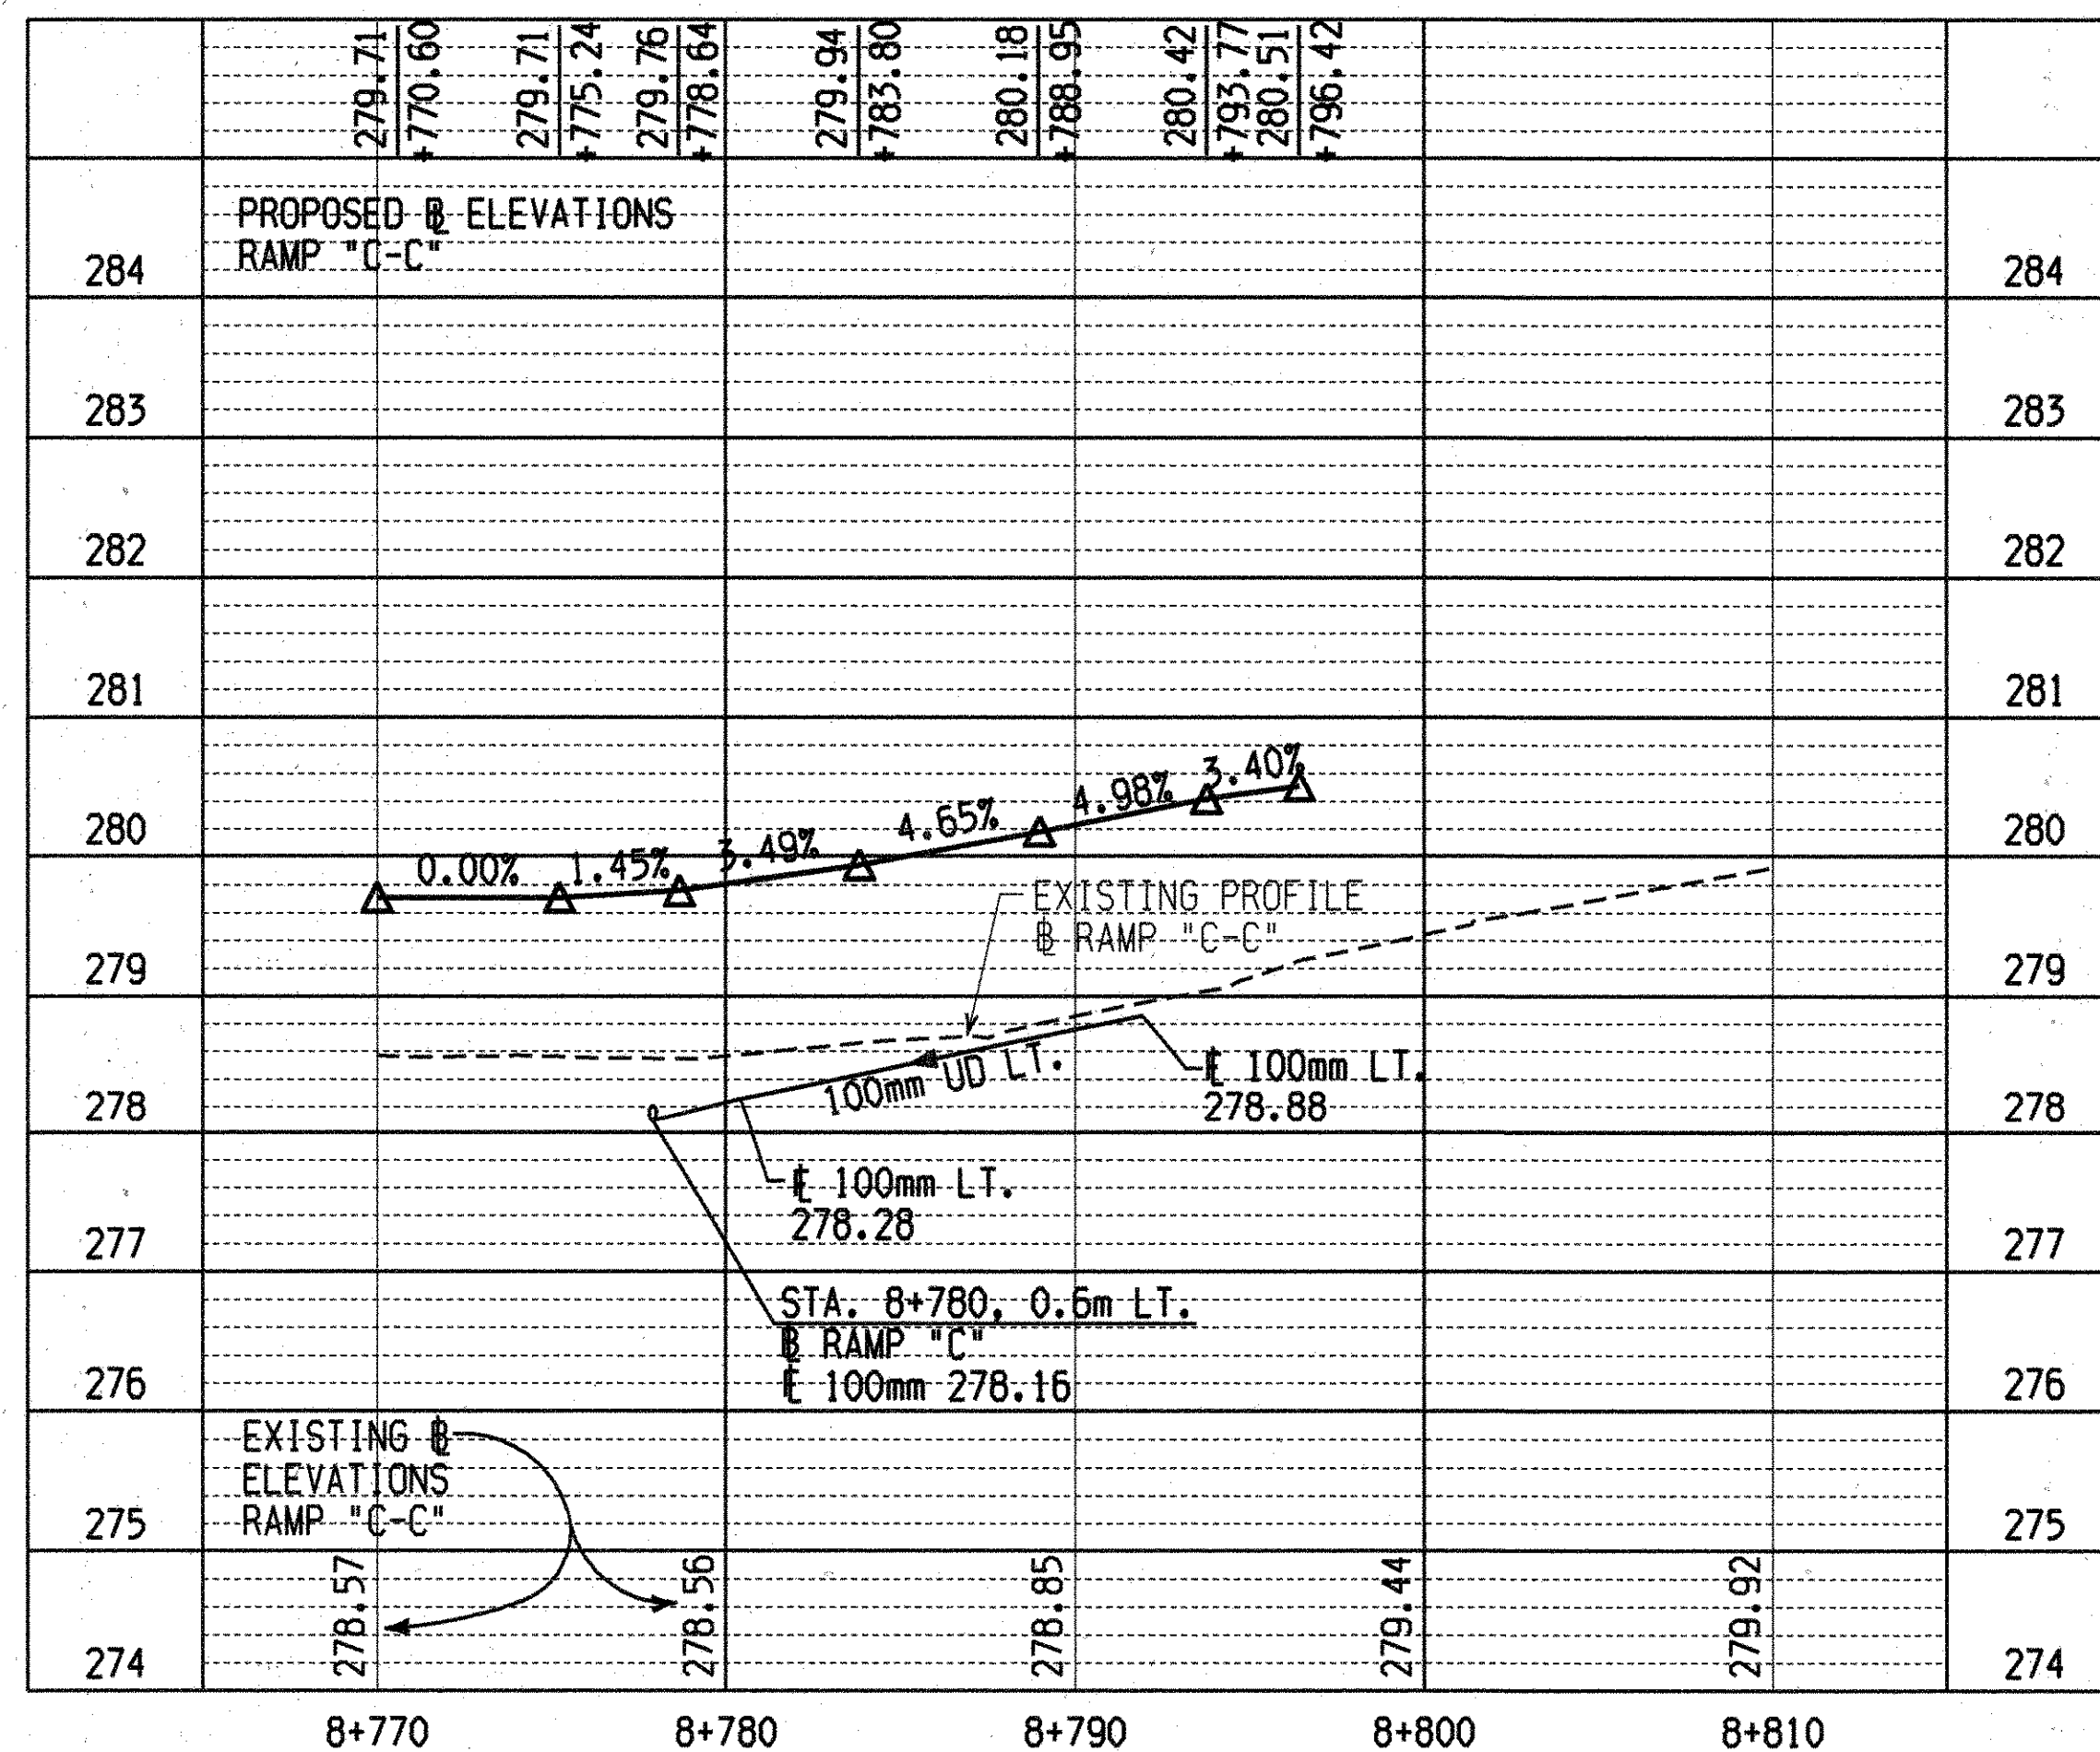 279.71
+770.60
279.71
+775.24
279.76
+778.64
279.94
+783.80
280.18
+788.95
280.42
+793.77
280.51
+796.42
PROPOSED ELEVATIONS
RAMP "C-C"
284 284
283 283
282 282
281 281
280 280
279 279
278 278
277 277
276 276
275 275
274 274
0.00%
1.45%
3.49%
4.65%
4.98%
3.40%
EXISTING PROFILE
RAMP "C-C"
100mm UD LT.
100mm LT.
278.88
100mm LT.
278.28
STA. 8+780, 0.6m LT.
RAMP "C"
100mm 278.16
EXISTING
ELEVATIONS
RAMP "C-C"
278.57
278.56
278.85
279.44
279.92
8+770 8+780 8+790 8+800 8+810